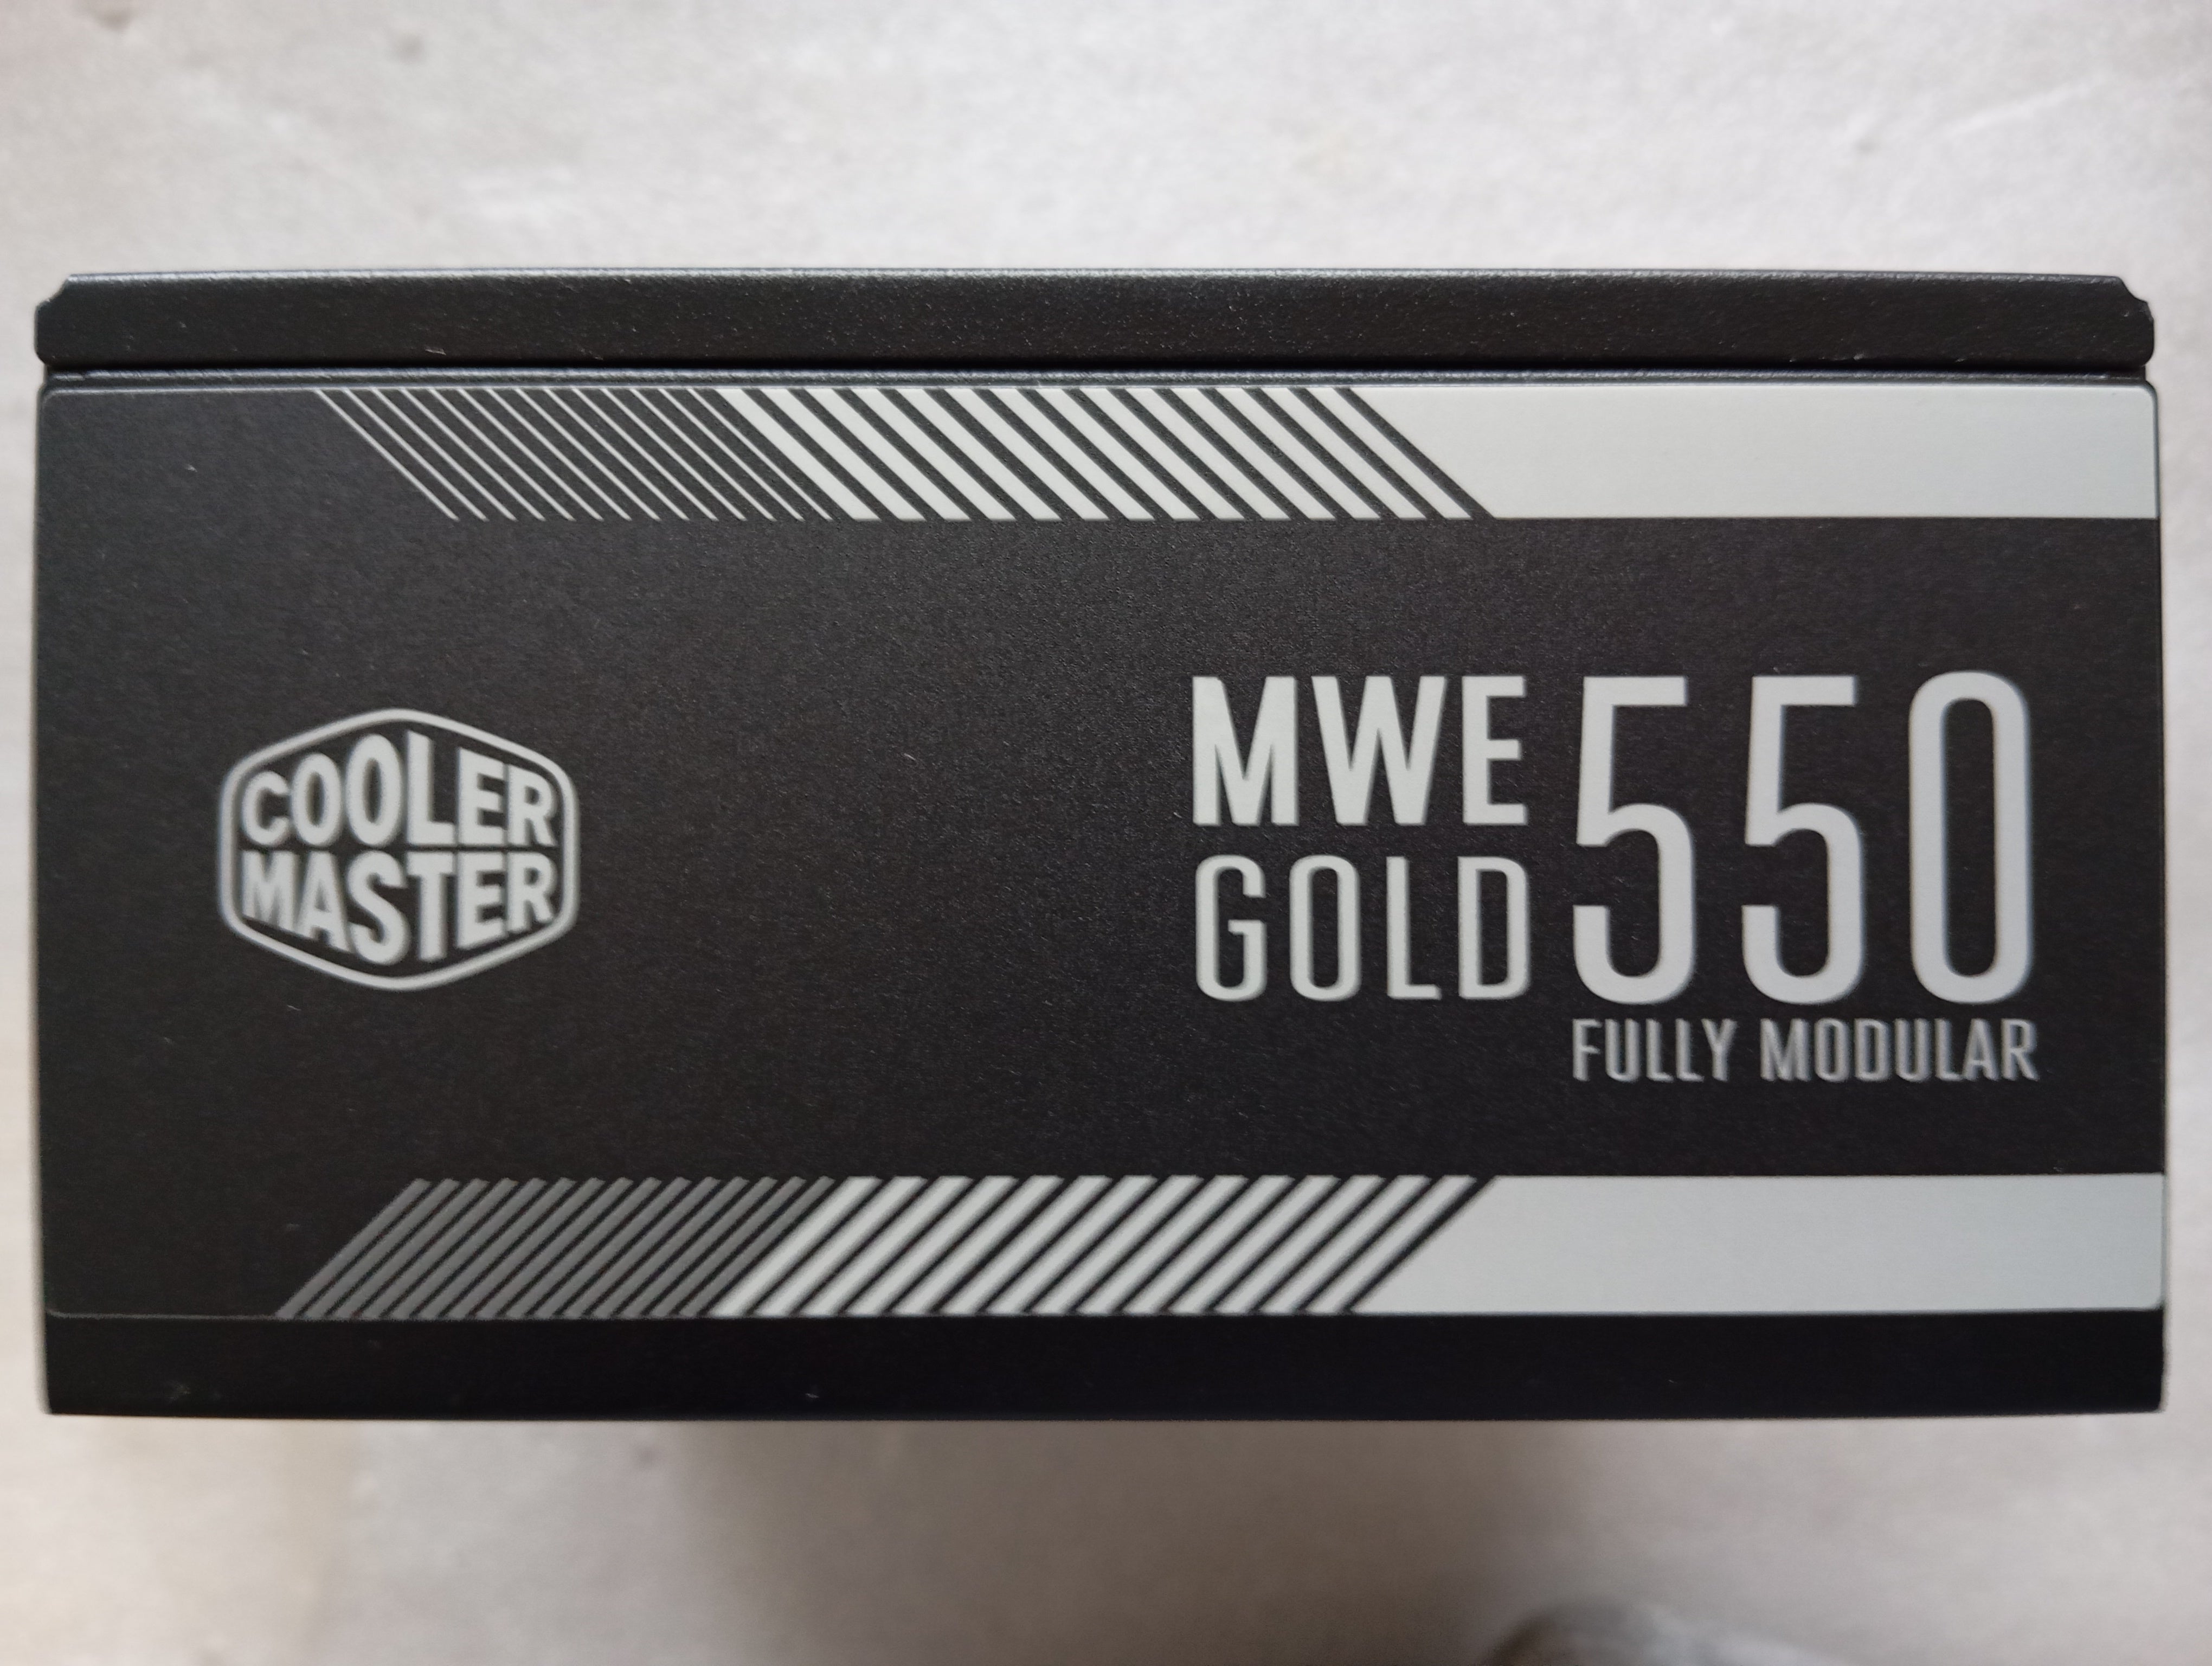 COOLER
MASTER
MWE
GOLD
550
FULLY MODULAR